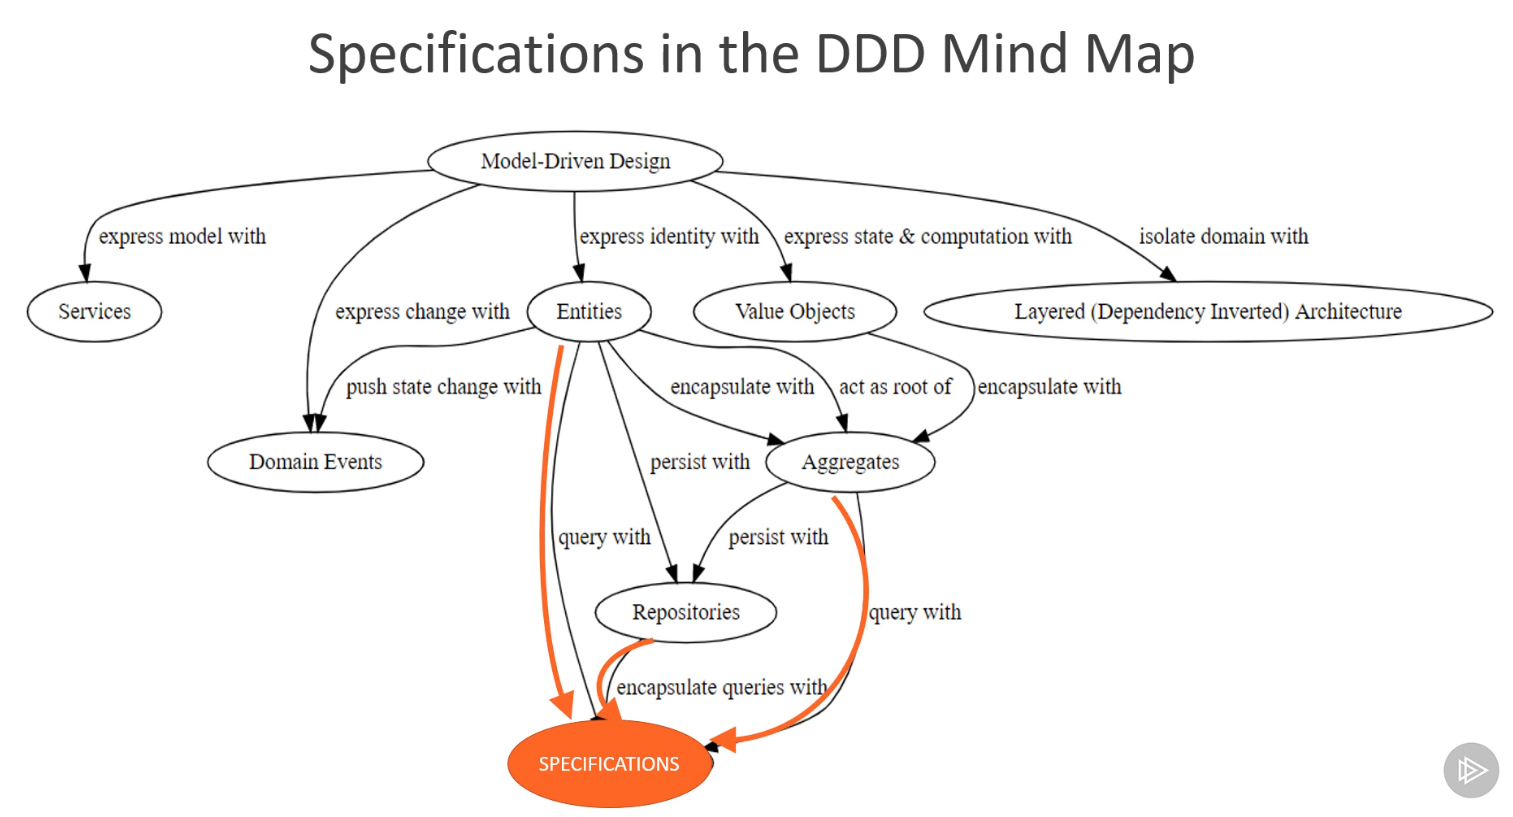 Specifications in the DDD Mind Map
Model-Driven Design
express model with
express identity with
express state & computation with
isolate domain with
Services
express change with
Entities
Value Objects
Layered (Dependency Inverted) Architecture
push state change with
encapsulate with
act as root of
encapsulate with
Domain Events
persist with
Aggregates
query with
persist with
Repositories
query with
encapsulate queries with
SPECIFICATIONS